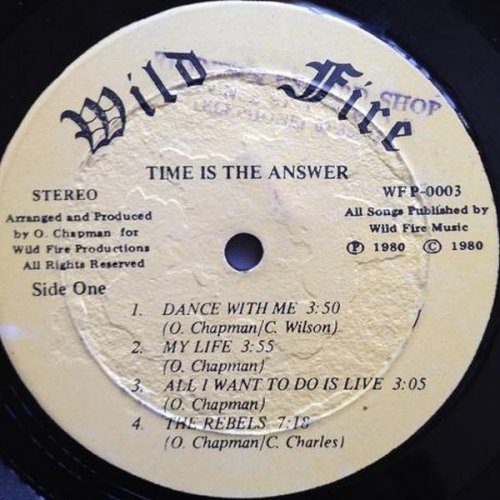 Wild Fire
SHOP
TIME IS THE ANSWER
STEREO
WFP-0003
Arranged and Produced
by O. Chapman for
Wild Fire Productions
All Rights Reserved
All Songs Published by
Wild Fire Music
Ⓟ 1980 © 1980
Side One
1. DANCE WITH ME 3:50
(O. Chapman/C. Wilson)
2. MY LIFE 3:55
(O. Chapman)
3. ALL I WANT TO DO IS LIVE 3:05
(O. Chapman)
4. THE REBELS 7:18
(O. Chapman/C. Charles)